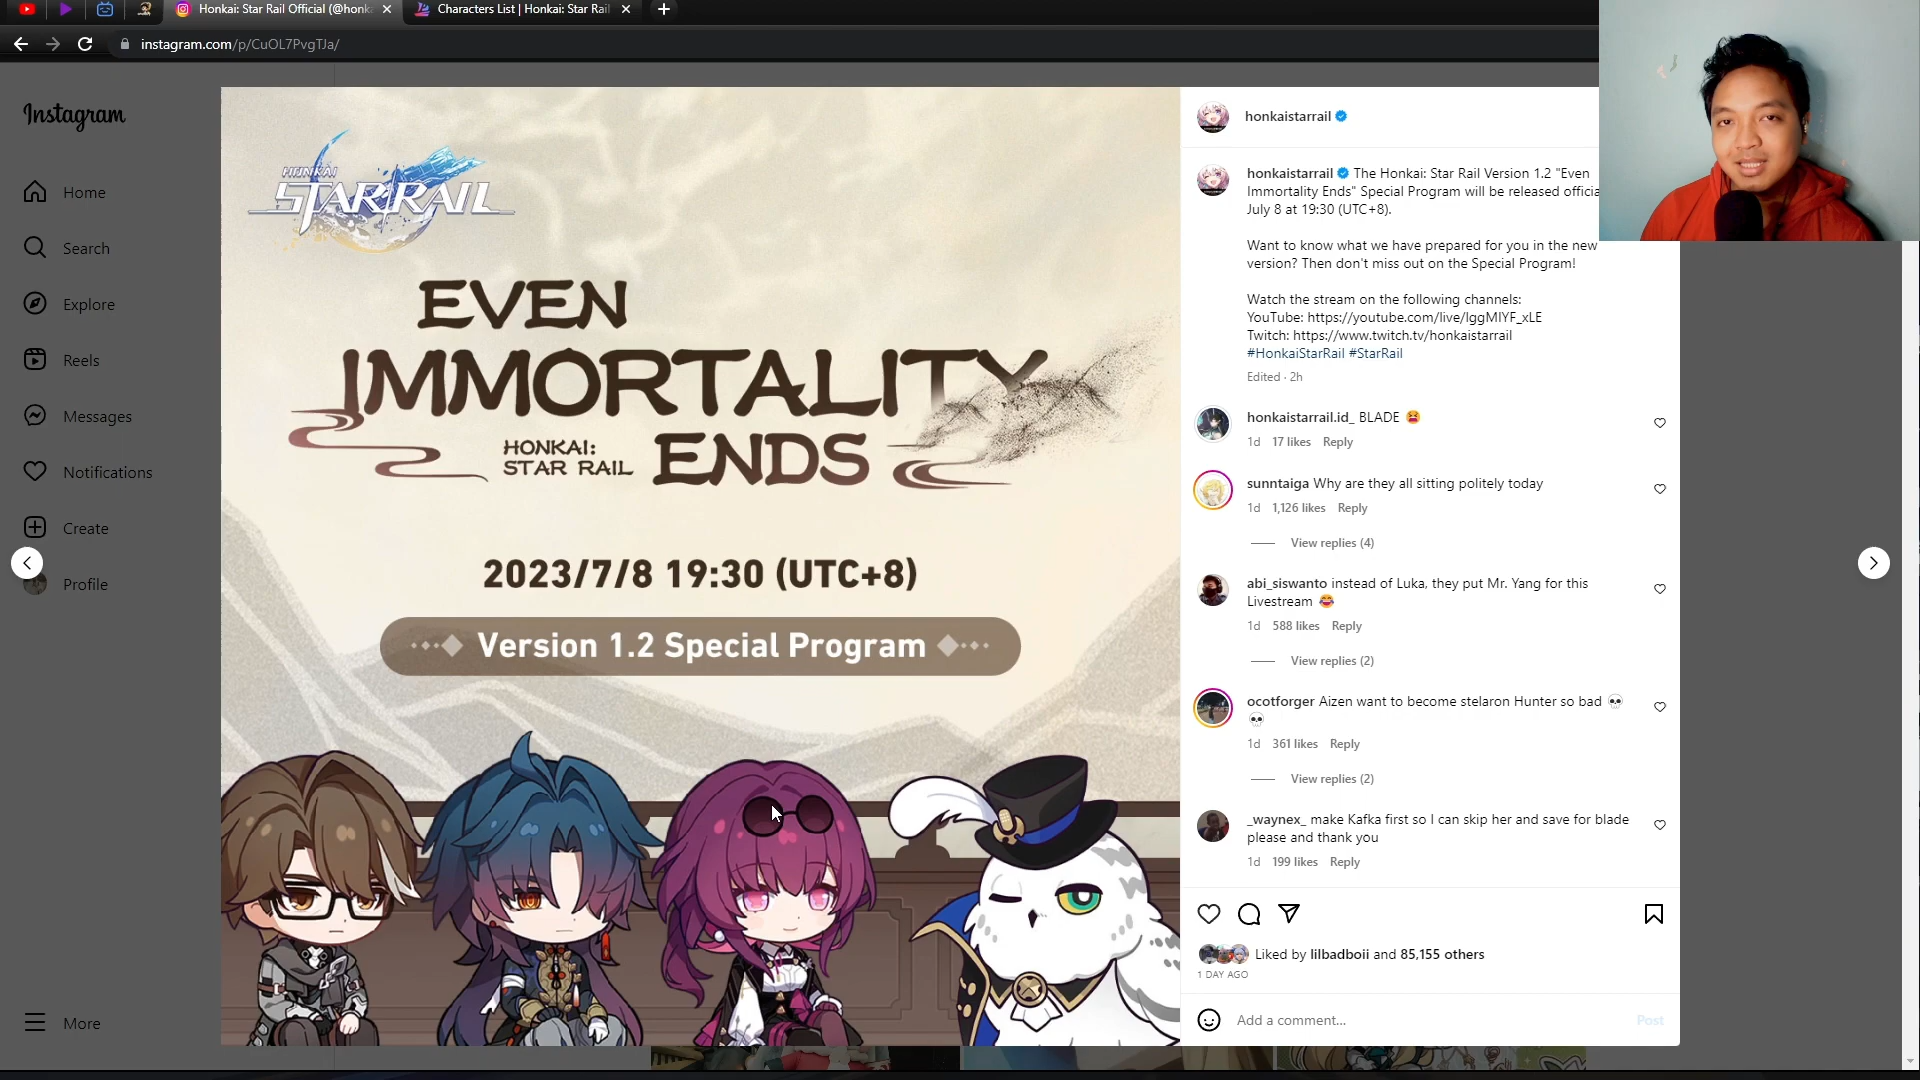 Honkai: Star Rail Official (@honk
Characters List | Honkai: Star Rail
instagram.com/p/CuOL7PvgTJa/
Instagram
Home
Search
Explore
Reels
Messages
Notifications
Create
Profile
More
HONKAI
STAR RAIL
EVEN
IMMORTALITY
HONKAI:
STAR RAIL
ENDS
2023/7/8 19:30 (UTC+8)
Version 1.2 Special Program
honkaistarrail
honkaistarrail The Honkai: Star Rail Version 1.2 "Even
Immortality Ends" Special Program will be released officia
July 8 at 19:30 (UTC+8).
Want to know what we have prepared for you in the new
version? Then don't miss out on the Special Program!
Watch the stream on the following channels:
YouTube: https://youtube.com/live/IggMIYF_xLE
Twitch: https://www.twitch.tv/honkaistarrail
#HonkaiStarRail #StarRail
Edited · 2h
honkaistarrail.id_ BLADE 😫
1d 17 likes Reply
sunntaiga Why are they all sitting politely today
1d 1,126 likes Reply
View replies (4)
abi_siswanto instead of Luka, they put Mr. Yang for this
Livestream 😂
1d 588 likes Reply
View replies (2)
ocotforger Aizen want to become stelaron Hunter so bad 💀
💀
1d 361 likes Reply
View replies (2)
_waynex_ make Kafka first so I can skip her and save for blade
please and thank you
1d 199 likes Reply
Liked by lilbadboii and 85,155 others
1 DAY AGO
Add a comment...
Post